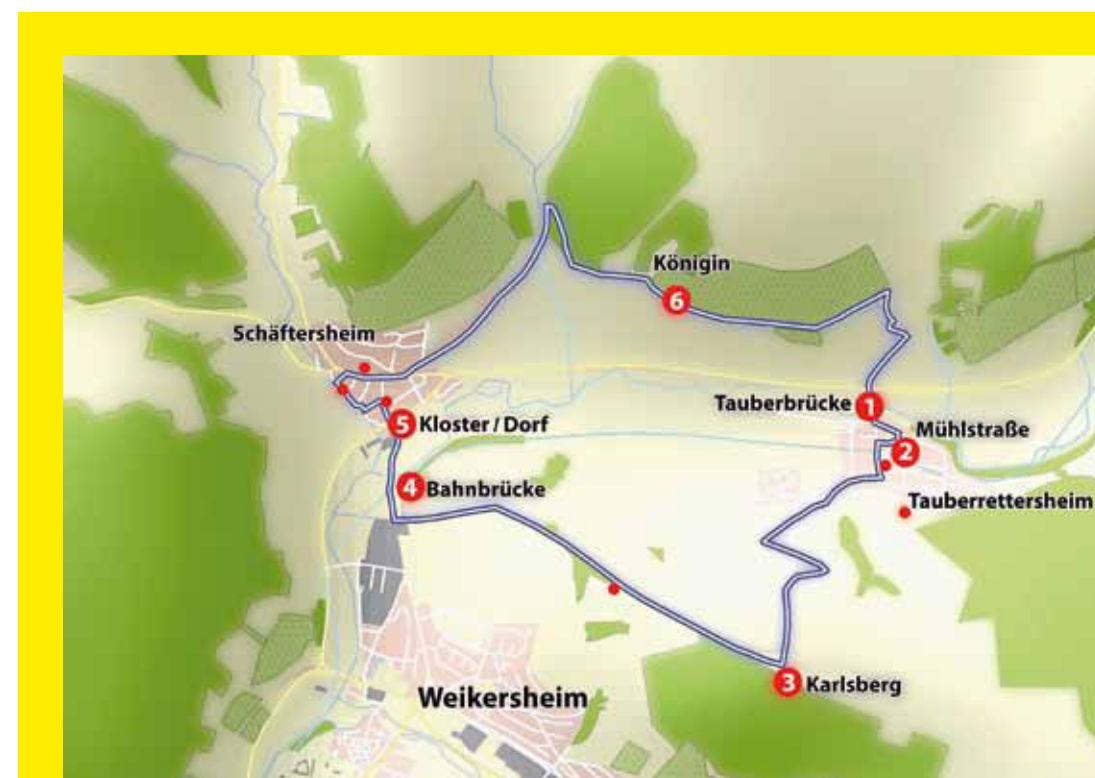 Königin
6
Schäftersheim
Tauberbrücke 1
Mühlstraße
2
5 Kloster / Dorf
4 Bahnbrücke
Tauberrettersheim
3 Karlsberg
Weikersheim